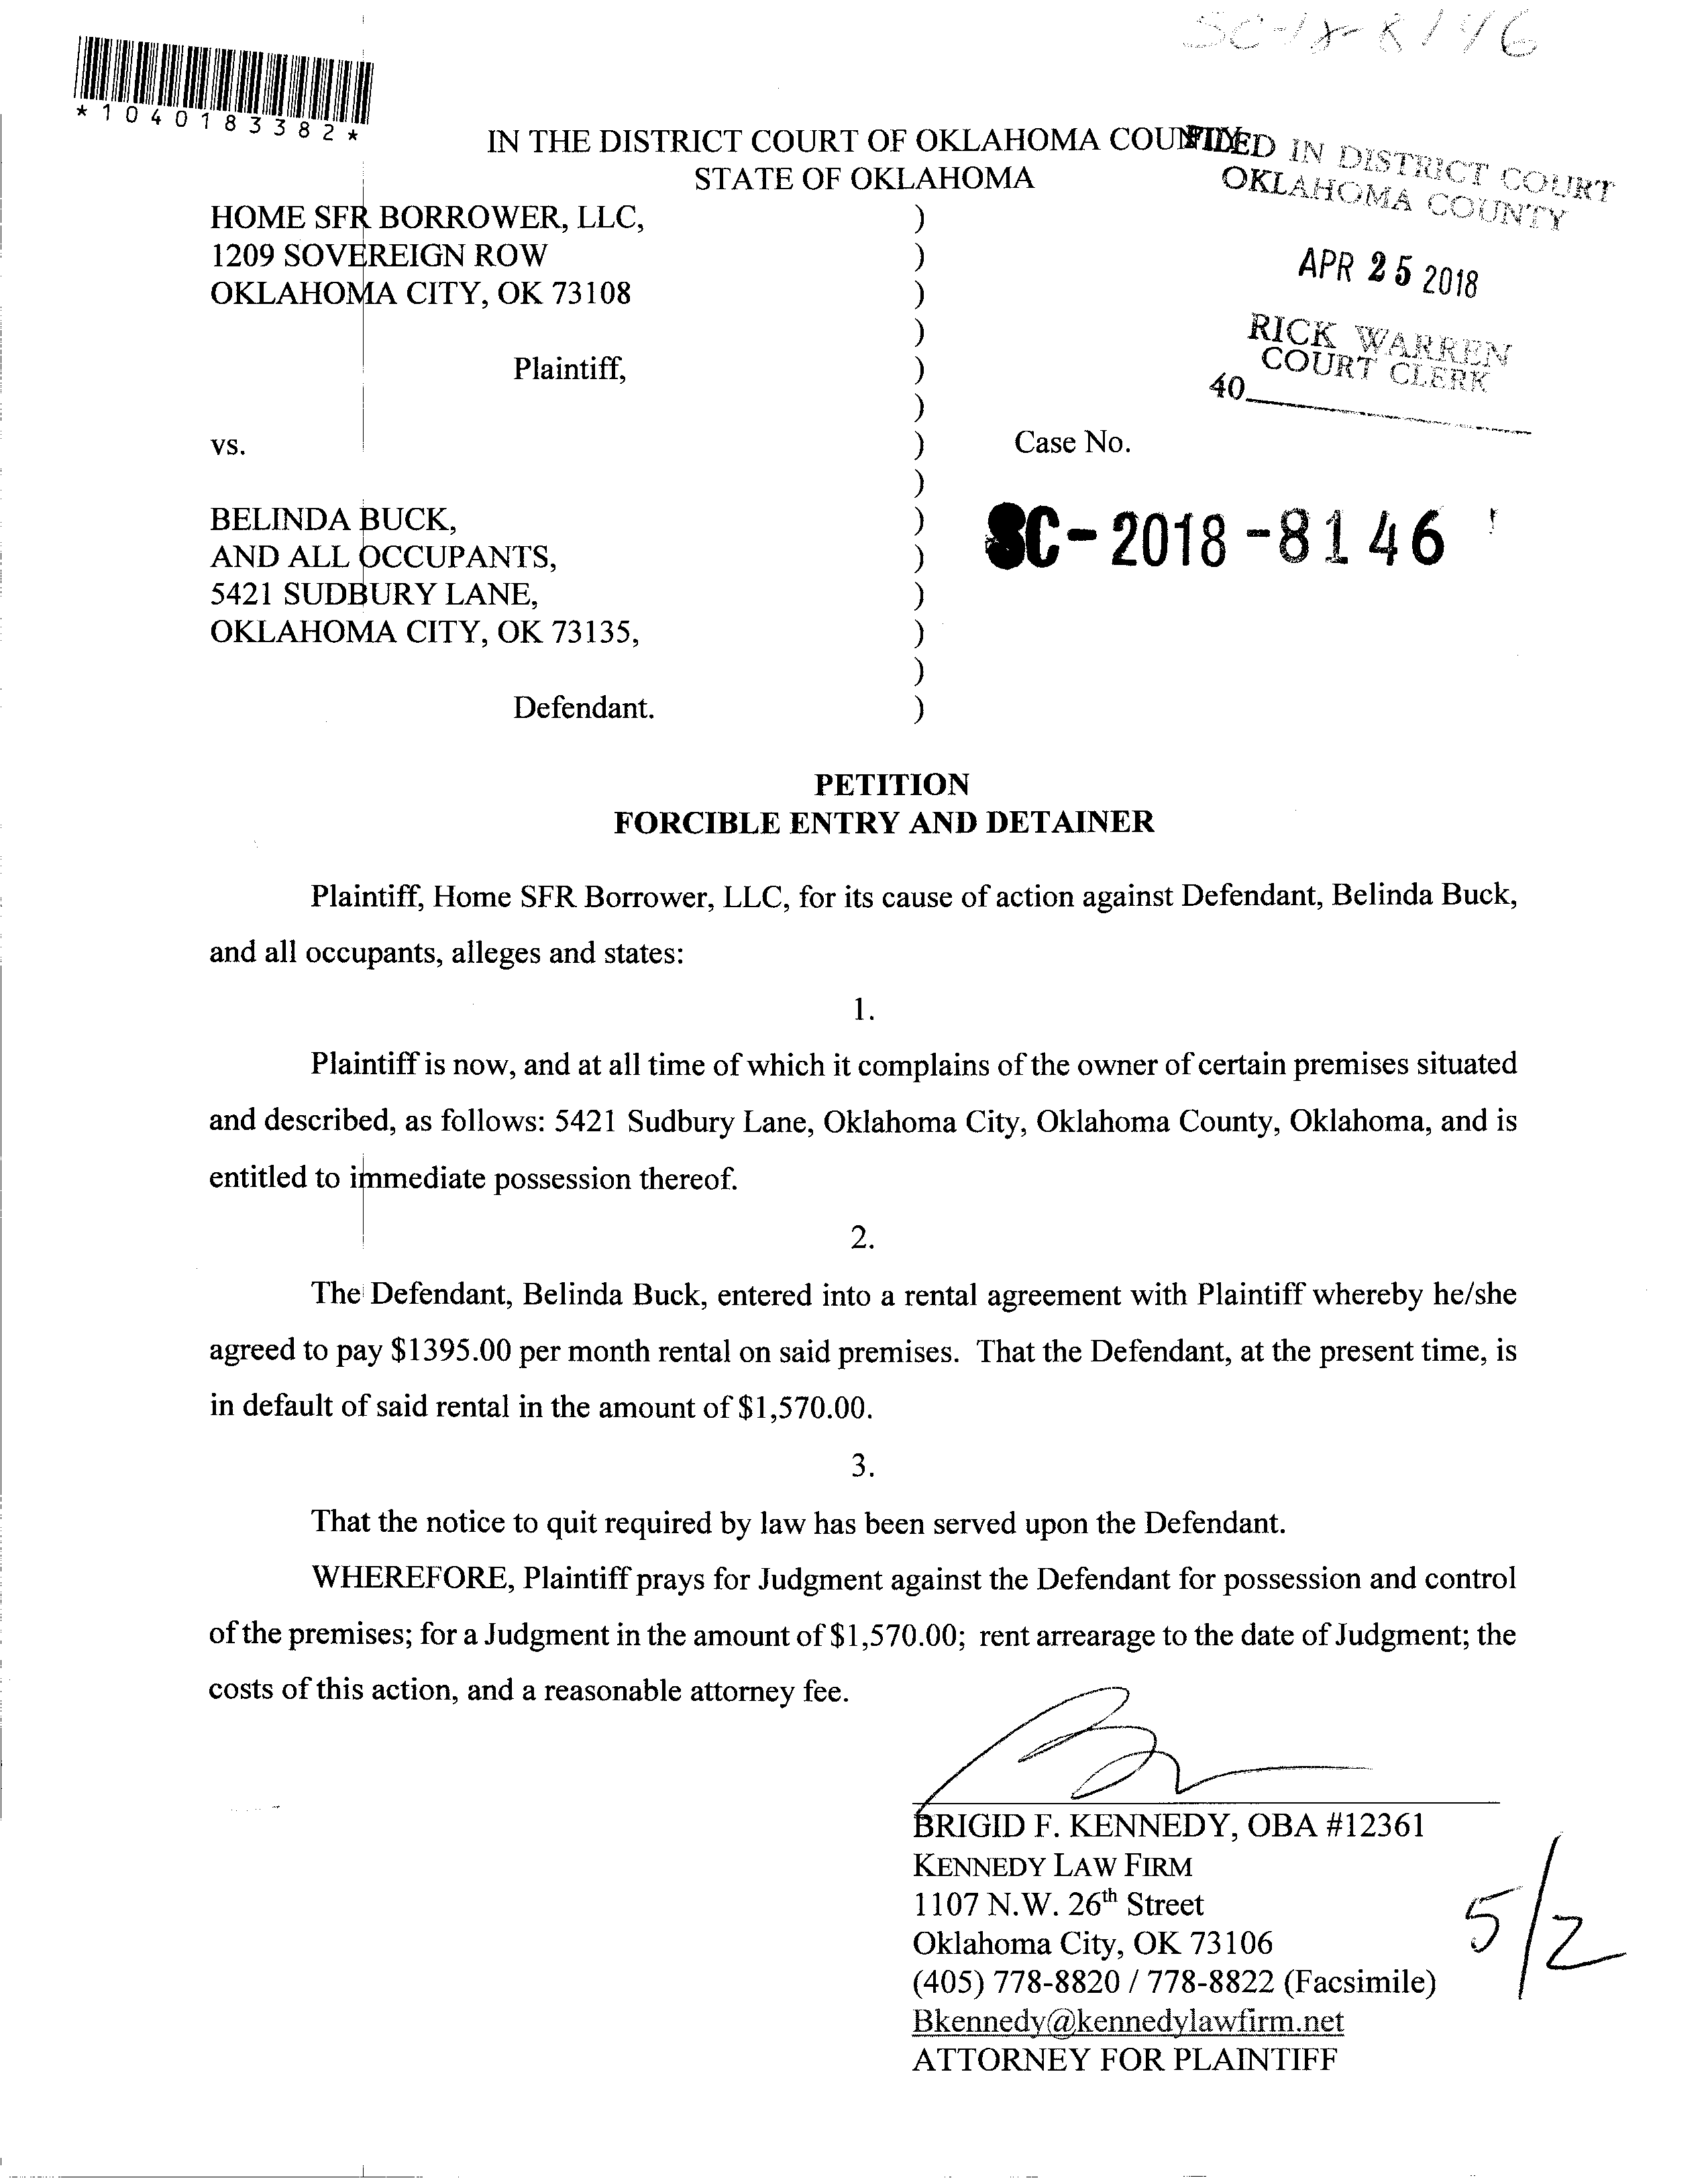 SC-18-8146
*1040183382*
IN THE DISTRICT COURT OF OKLAHOMA COUNTY
STATE OF OKLAHOMA
FILED IN DISTRICT COURT
OKLAHOMA COUNTY
APR 25 2018
RICK WARREN
COURT CLERK
40
HOME SFR BORROWER, LLC,
1209 SOVEREIGN ROW
OKLAHOMA CITY, OK 73108
Plaintiff,
vs.
Case No.
SC-2018-8146
BELINDA BUCK,
AND ALL OCCUPANTS,
5421 SUDBURY LANE,
OKLAHOMA CITY, OK 73135,
Defendant.
)
)
)
)
)
)
)
)
)
)
)
)
)
)
PETITION
FORCIBLE ENTRY AND DETAINER
Plaintiff, Home SFR Borrower, LLC, for its cause of action against Defendant, Belinda Buck,
and all occupants, alleges and states:
1.
Plaintiff is now, and at all time of which it complains of the owner of certain premises situated
and described, as follows: 5421 Sudbury Lane, Oklahoma City, Oklahoma County, Oklahoma, and is
entitled to immediate possession thereof.
2.
The Defendant, Belinda Buck, entered into a rental agreement with Plaintiff whereby he/she
agreed to pay $1395.00 per month rental on said premises. That the Defendant, at the present time, is
in default of said rental in the amount of $1,570.00.
3.
That the notice to quit required by law has been served upon the Defendant.
WHEREFORE, Plaintiff prays for Judgment against the Defendant for possession and control
of the premises; for a Judgment in the amount of $1,570.00; rent arrearage to the date of Judgment; the
costs of this action, and a reasonable attorney fee.
BRIGID F. KENNEDY, OBA #12361
KENNEDY LAW FIRM
1107 N.W. 26th Street
Oklahoma City, OK 73106
(405) 778-8820 / 778-8822 (Facsimile)
Bkennedy@kennedylawfirm.net
ATTORNEY FOR PLAINTIFF
5/2